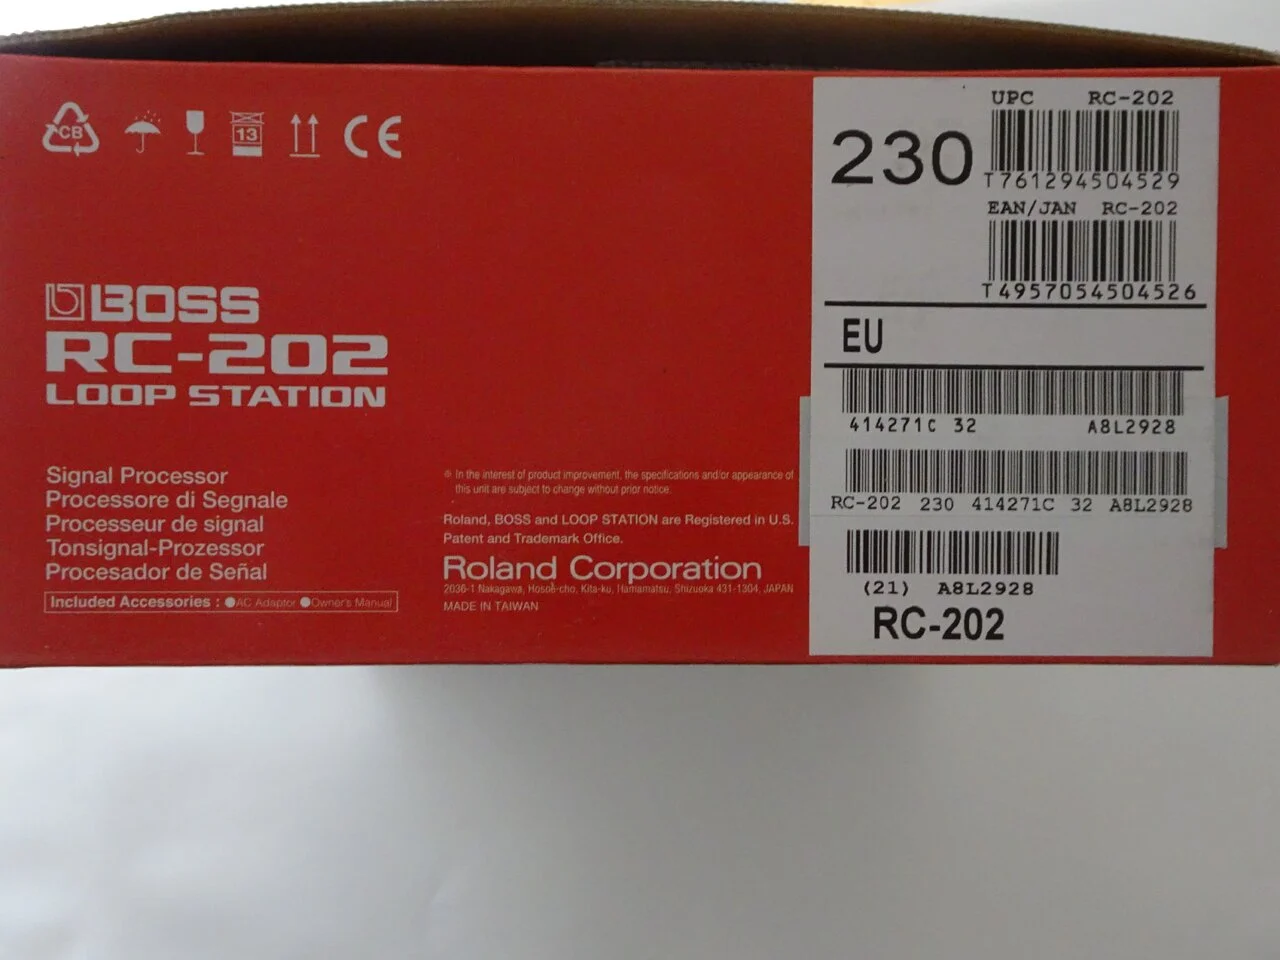 CB
13
CE
BOSS
RC-202
LOOP STATION
Signal Processor
Processore di Segnale
Processeur de signal
Tonsignal-Prozessor
Procesador de Señal
Included Accessories : ●AC Adaptor ●Owner's Manual
※ In the interest of product improvement, the specifications and/or appearance of
this unit are subject to change without prior notice.
Roland, BOSS and LOOP STATION are Registered in U.S.
Patent and Trademark Office.
Roland Corporation
2036-1 Nakagawa, Hosoe-cho, Kita-ku, Hamamatsu, Shizuoka 431-1304, JAPAN
MADE IN TAIWAN
UPC RC-202
230
T761294504529
EAN/JAN RC-202
T4957054504526
EU
414271C 32 A8L2928
RC-202 230 414271C 32 A8L2928
(21) A8L2928
RC-202